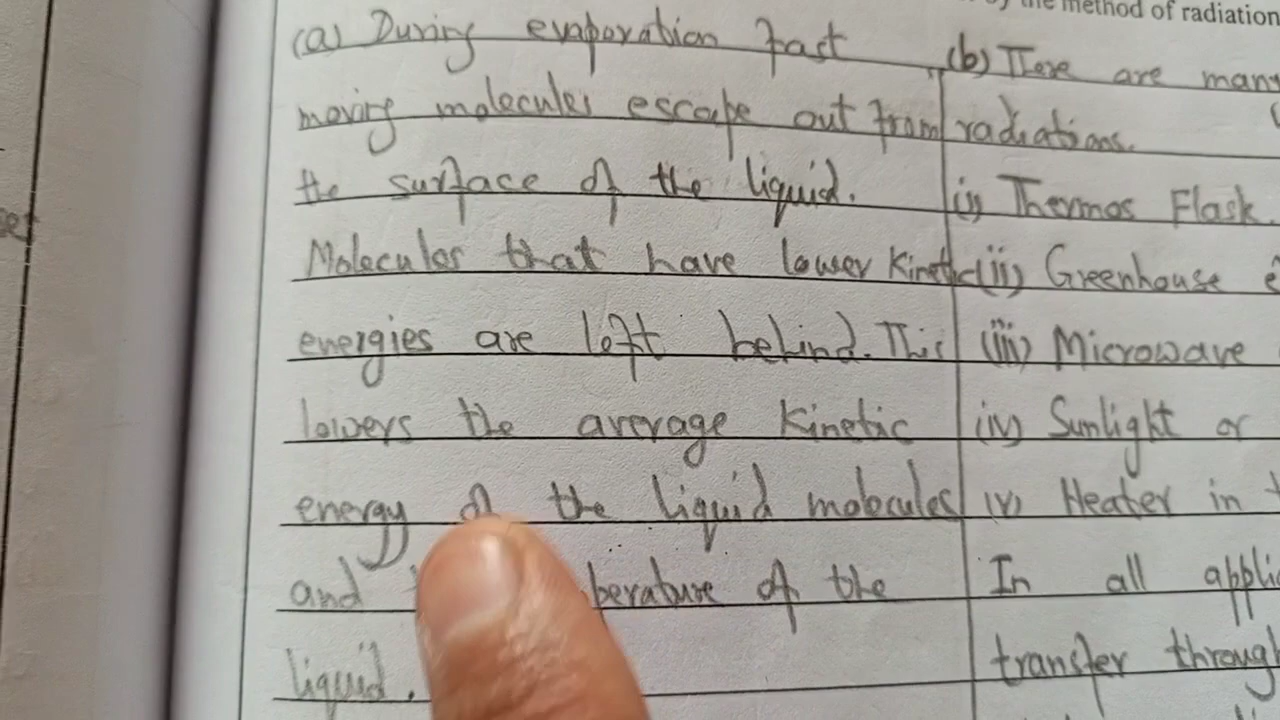 the method of radiation
(a) During evaporation fast
moving molecules escape out from
the surface of the liquid.
Molecules that have lower kinetic
energies are left behind. This
lowers the average kinetic
energy of the liquid molecules
and perature of the
liquid.
(b) There are many
radiations.
(i) Thermos Flask.
(ii) Greenhouse
(iii) Microwave
(iv) Sunlight or
(v) Heater in
In all appli
transfer through